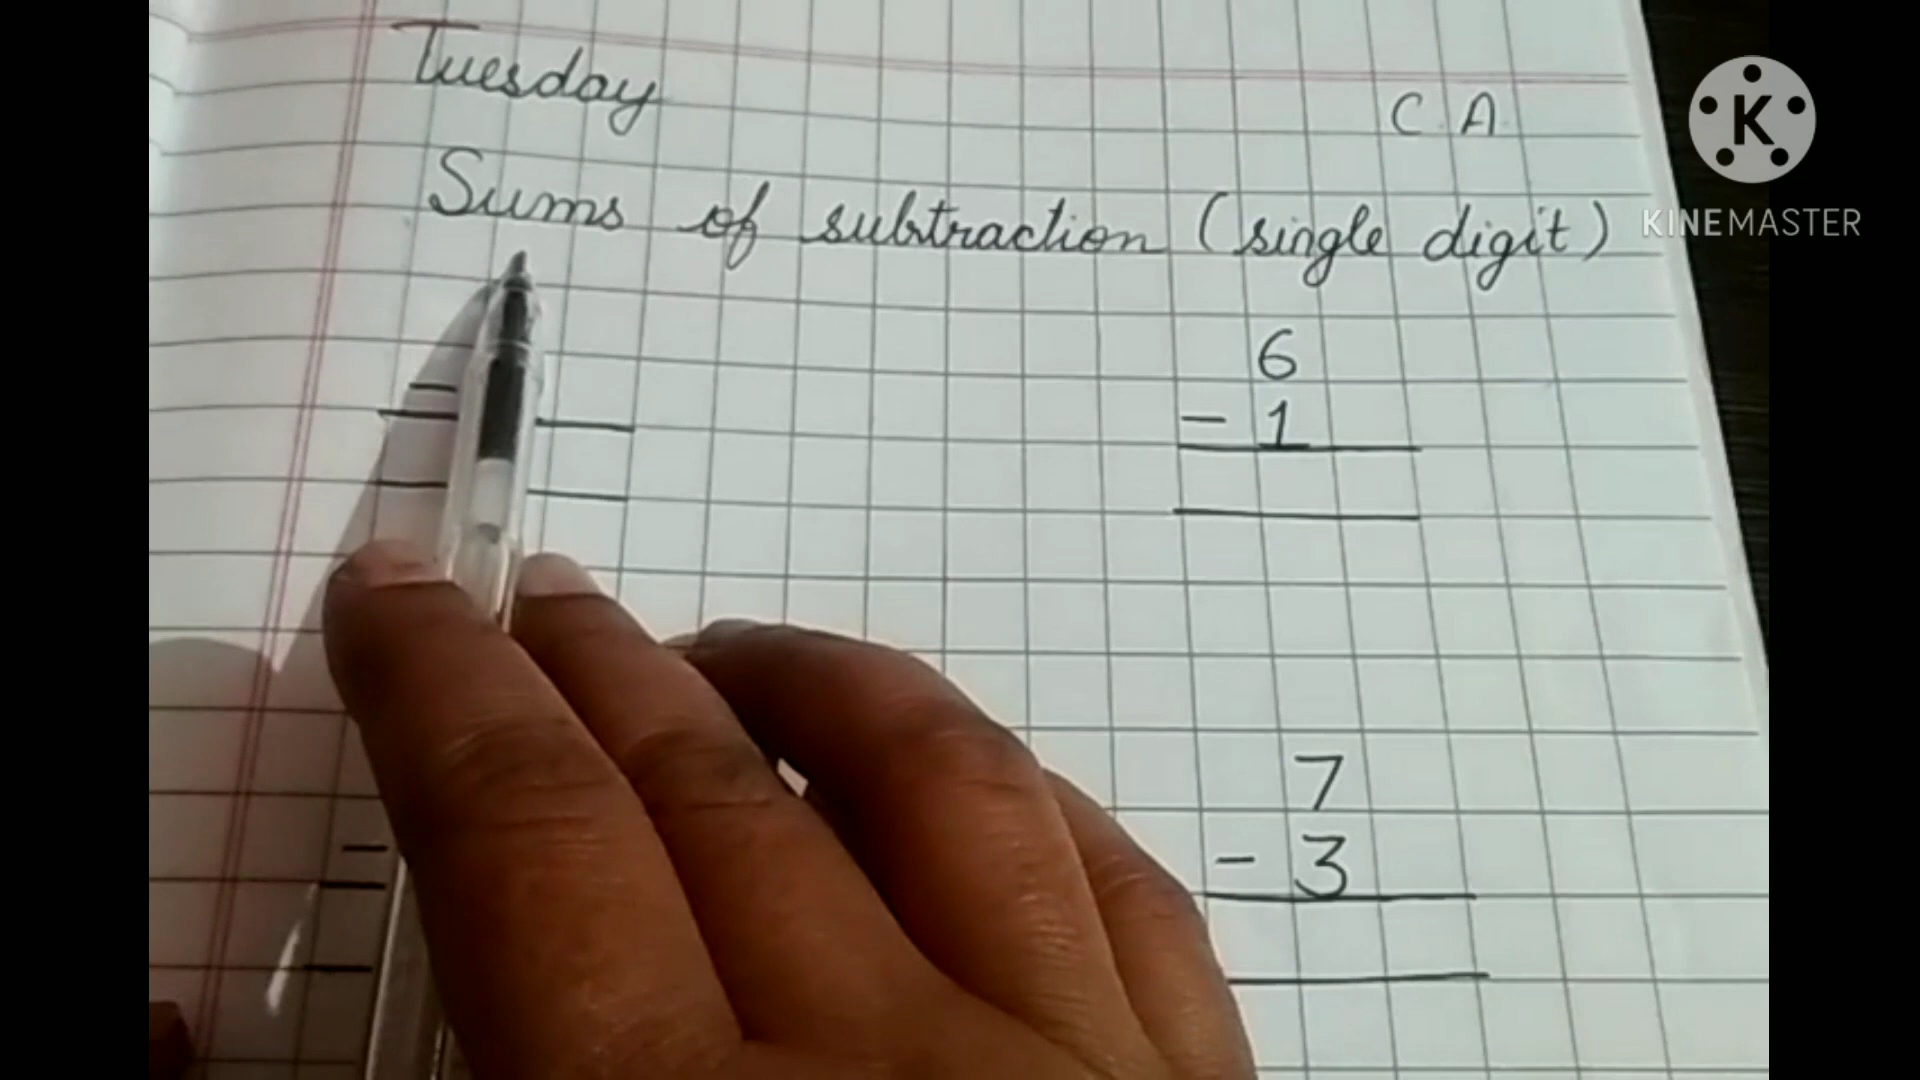 Tuesday
C.A.
Sums of subtraction (single digit)
6
- 1
7
- 3
K
KINEMASTER